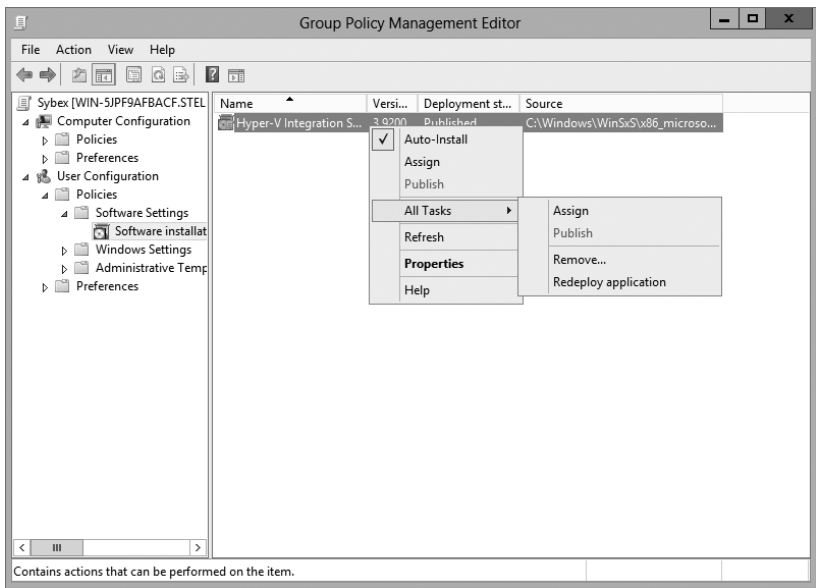 Group Policy Management Editor
File Action View Help
Sybex [WIN-5JPF9AFBACF.STEL
Computer Configuration
Policies
Preferences
User Configuration
Policies
Software Settings
Software installat
Windows Settings
Administrative Temp
Preferences
Name Versi... Deployment st... Source
Hyper-V Integration S... 3.9200 Published C:\Windows\WinSxS\x86_microso...
Auto-Install
Assign
Publish
All Tasks
Refresh
Properties
Help
Assign
Publish
Remove...
Redeploy application
Contains actions that can be performed on the item.